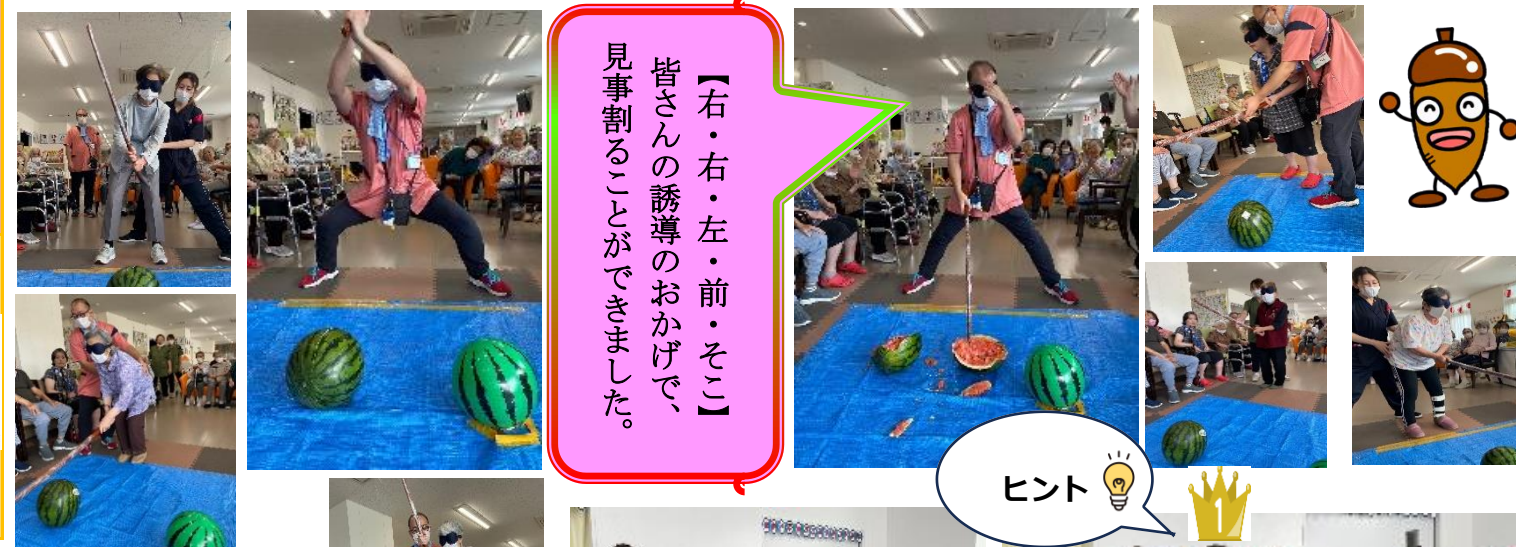 【右・右・左・前・そこ】
皆さんの誘導のおかげで、
見事割ることができました。
ヒント
1